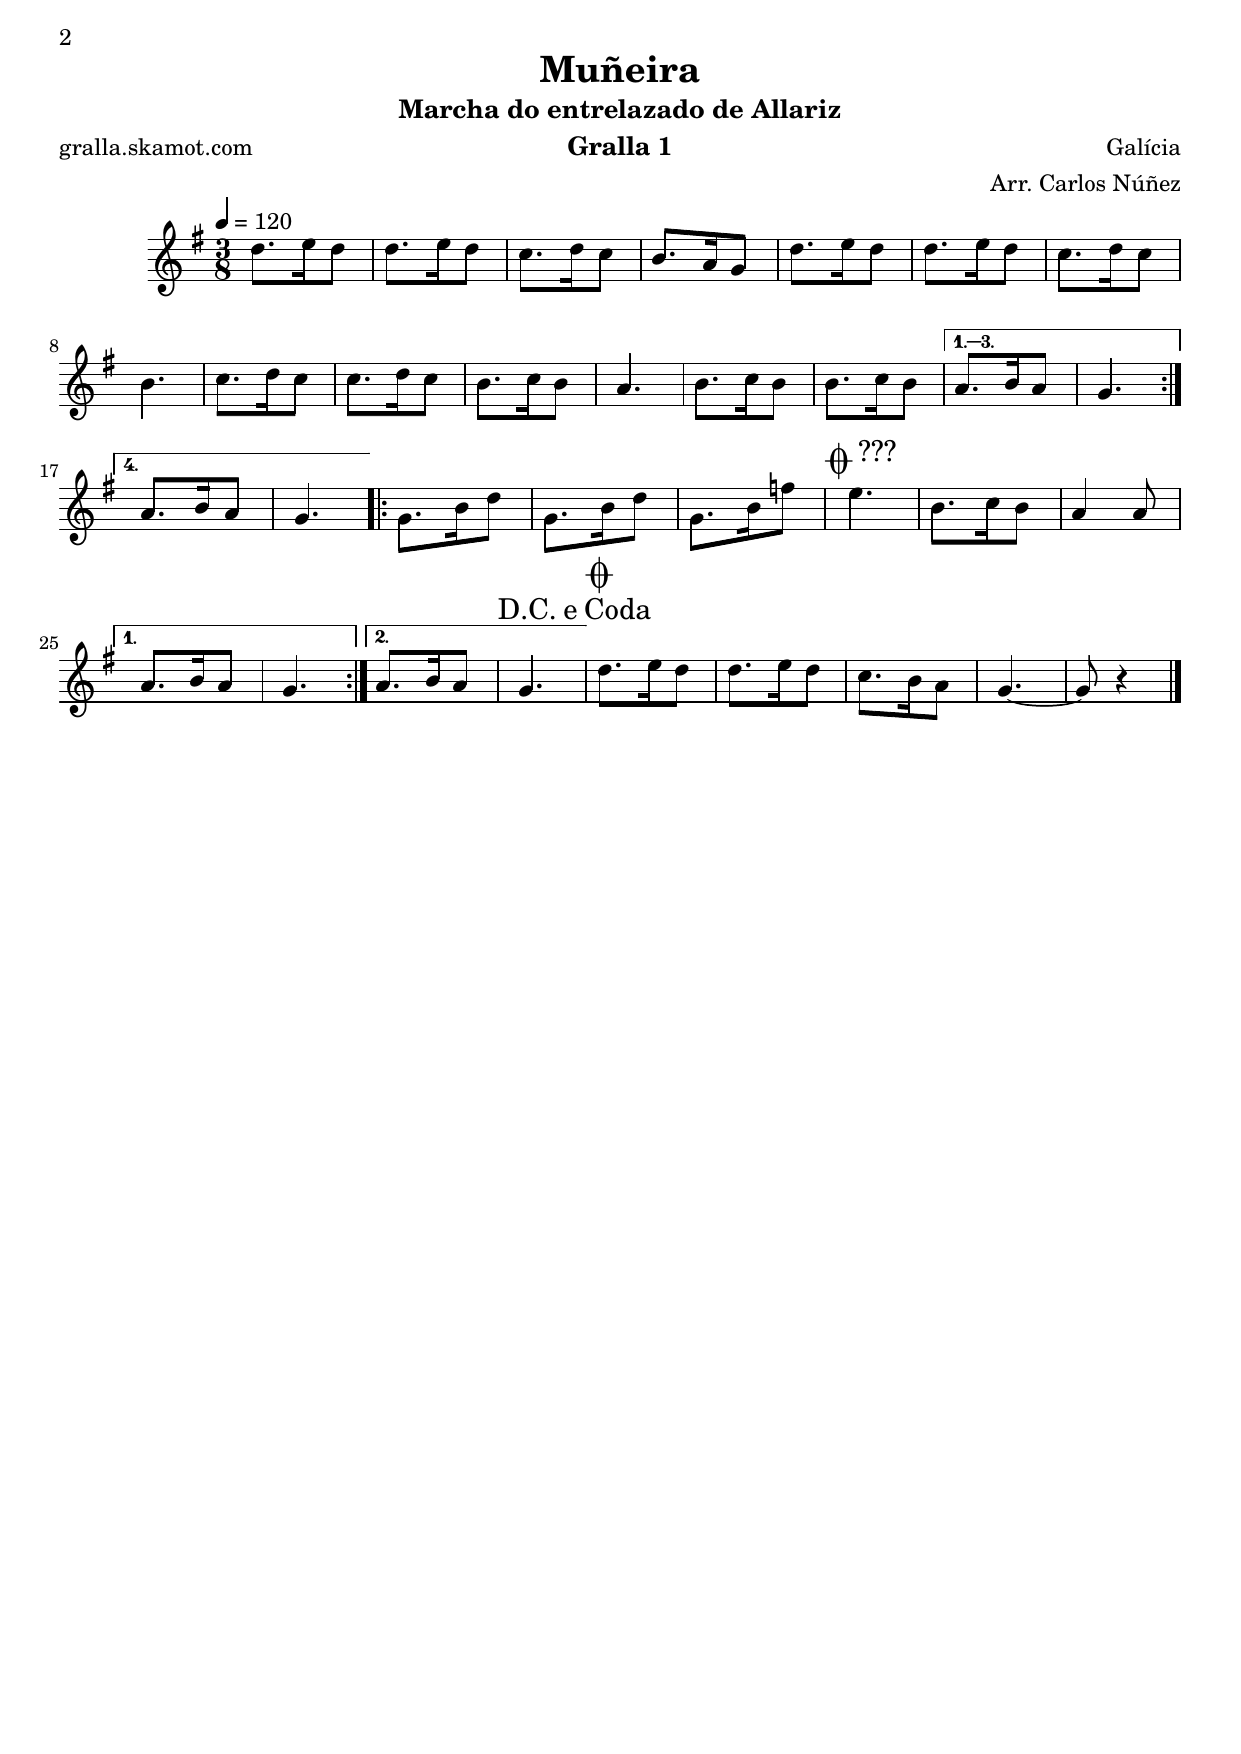 2
Muñeira
Marcha do entrelazado de Allariz
gralla.skamot.com Gralla 1 Galícia
Arr. Carlos Núñez
= 120
3
8
8
1.—3.
17
4.
???
D.C. e Coda
25
1.
2.